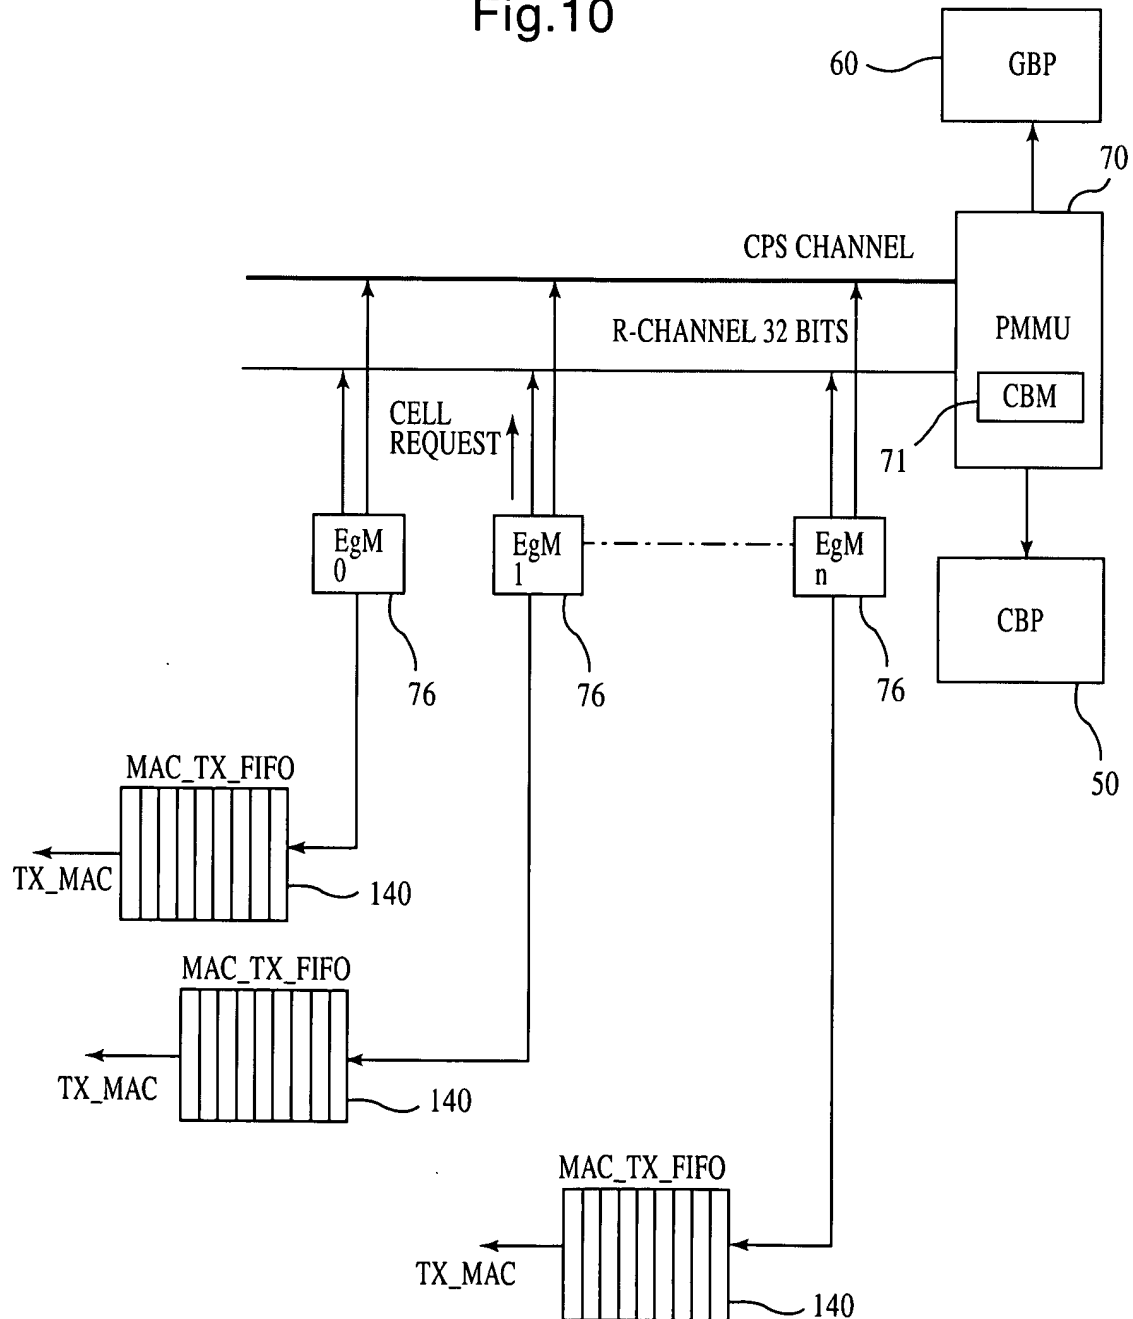 Fig.10
60
GBP
70
CPS CHANNEL
R-CHANNEL 32 BITS
PMMU
CBM
71
CELL
REQUEST
EgM
0
EgM
1
EgM
n
CBP
76
76
76
50
MAC_TX_FIFO
TX_MAC
140
MAC_TX_FIFO
TX_MAC
140
MAC_TX_FIFO
TX_MAC
140